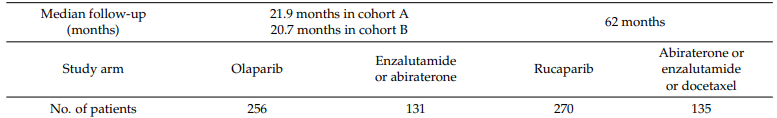 Median follow-up (months) 21.9 months in cohort A 62 months
20.7 months in cohort B
Study arm Olaparib Enzalutamide or abiraterone Rucaparib Abiraterone or enzalutamide or docetaxel
No. of patients 256 131 270 135